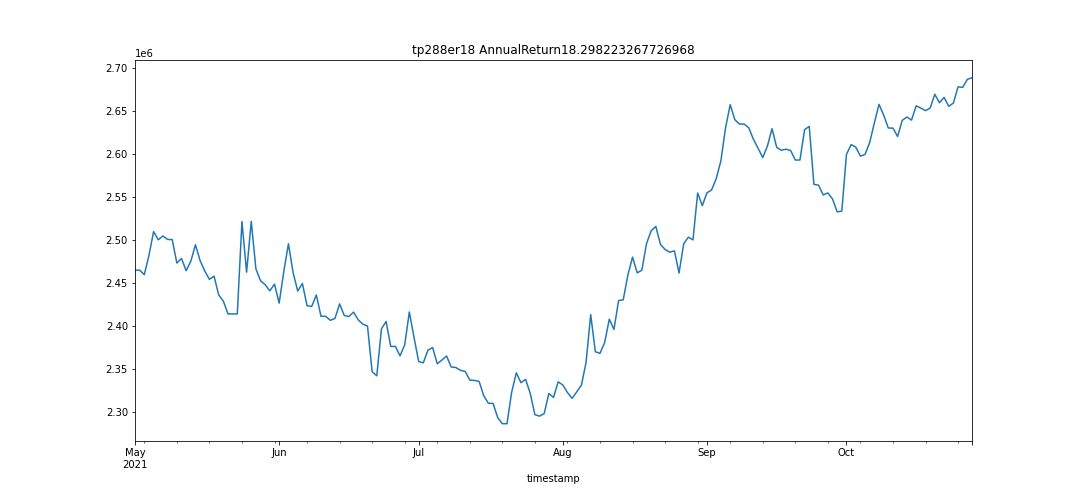 tp288er18 AnnualReturn18.298223267726968
1e6
2.70
2.65
2.60
2.55
2.50
2.45
2.40
2.35
2.30
May Jun Jul Aug Sep Oct
2021
timestamp